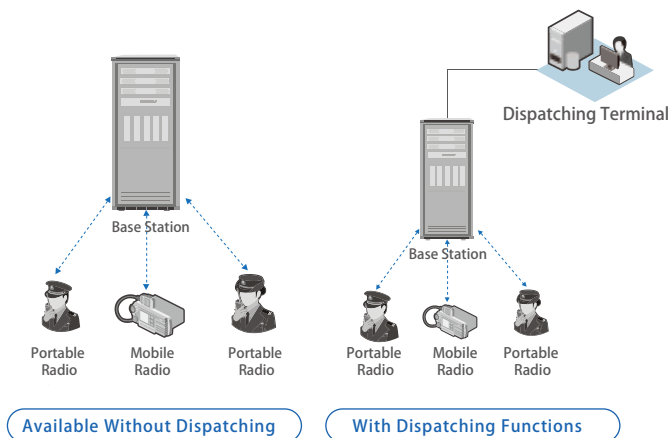 Dispatching Terminal
Base Station
Base Station
Portable
Radio
Mobile
Radio
Portable
Radio
Portable
Radio
Mobile
Radio
Portable
Radio
Available Without Dispatching
With Dispatching Functions